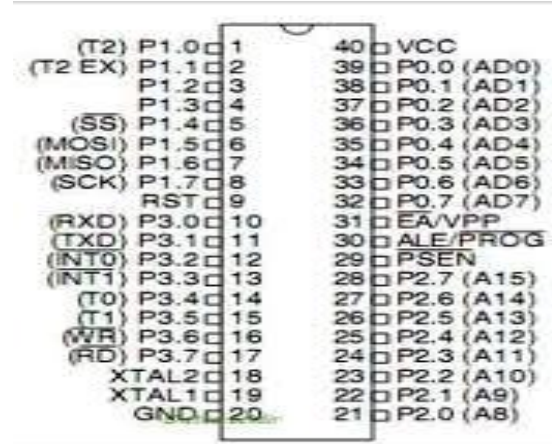 (T2) P1.0 1 40 VCC
(T2 EX) P1.1 2 39 P0.0 (AD0)
P1.2 3 38 P0.1 (AD1)
P1.3 4 37 P0.2 (AD2)
(SS) P1.4 5 36 P0.3 (AD3)
(MOSI) P1.5 6 35 P0.4 (AD4)
(MISO) P1.6 7 34 P0.5 (AD5)
(SCK) P1.7 8 33 P0.6 (AD6)
RST 9 32 P0.7 (AD7)
(RXD) P3.0 10 31 EA/VPP
(TXD) P3.1 11 30 ALE/PROG
(INT0) P3.2 12 29 PSEN
(INT1) P3.3 13 28 P2.7 (A15)
(T0) P3.4 14 27 P2.6 (A14)
(T1) P3.5 15 26 P2.5 (A13)
(WR) P3.6 16 25 P2.4 (A12)
(RD) P3.7 17 24 P2.3 (A11)
XTAL2 18 23 P2.2 (A10)
XTAL1 19 22 P2.1 (A9)
GND 20 21 P2.0 (A8)